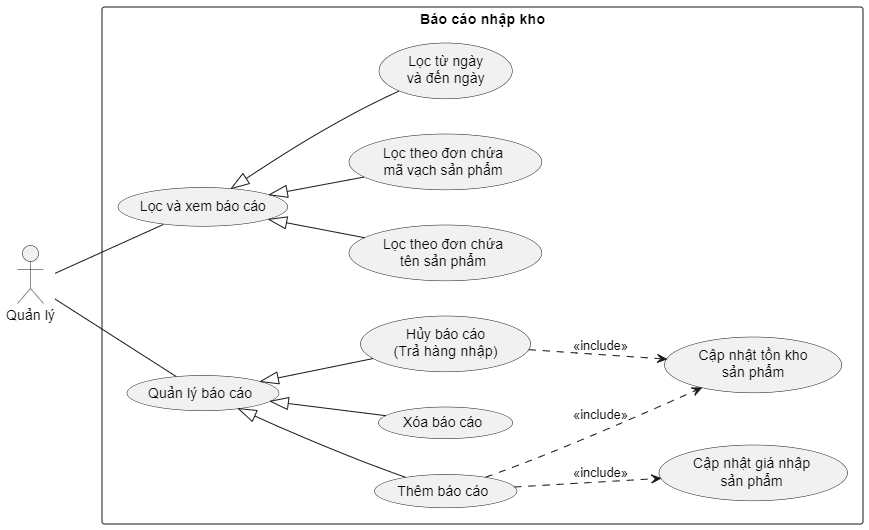 Báo cáo nhập kho
Lọc từ ngày
và đến ngày
Lọc theo đơn chứa
mã vạch sản phẩm
Lọc và xem báo cáo
Lọc theo đơn chứa
tên sản phẩm
Quản lý
Hủy báo cáo
(Trả hàng nhập)
«include»
Cập nhật tồn kho
sản phẩm
Quản lý báo cáo
Xóa báo cáo
«include»
Thêm báo cáo
«include»
Cập nhật giá nhập
sản phẩm